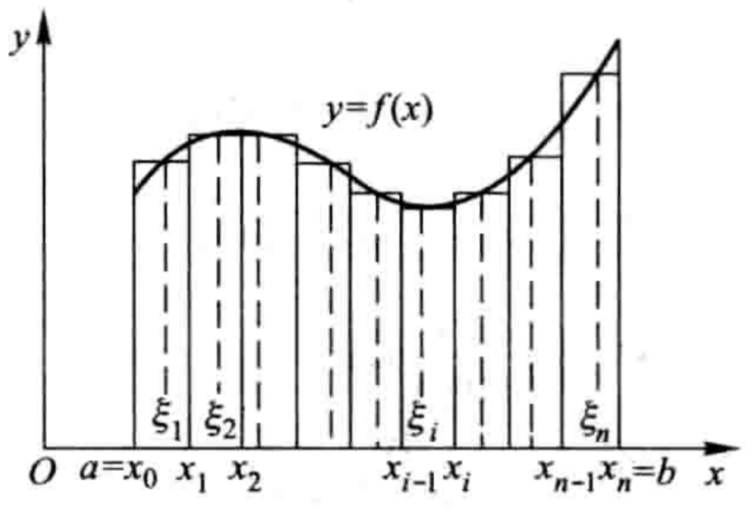 y
y=f(x)
ξ₁ ξ₂ ξᵢ ξₙ
O a=x₀ x₁ x₂ xᵢ₋₁ xᵢ xₙ₋₁ xₙ=b x